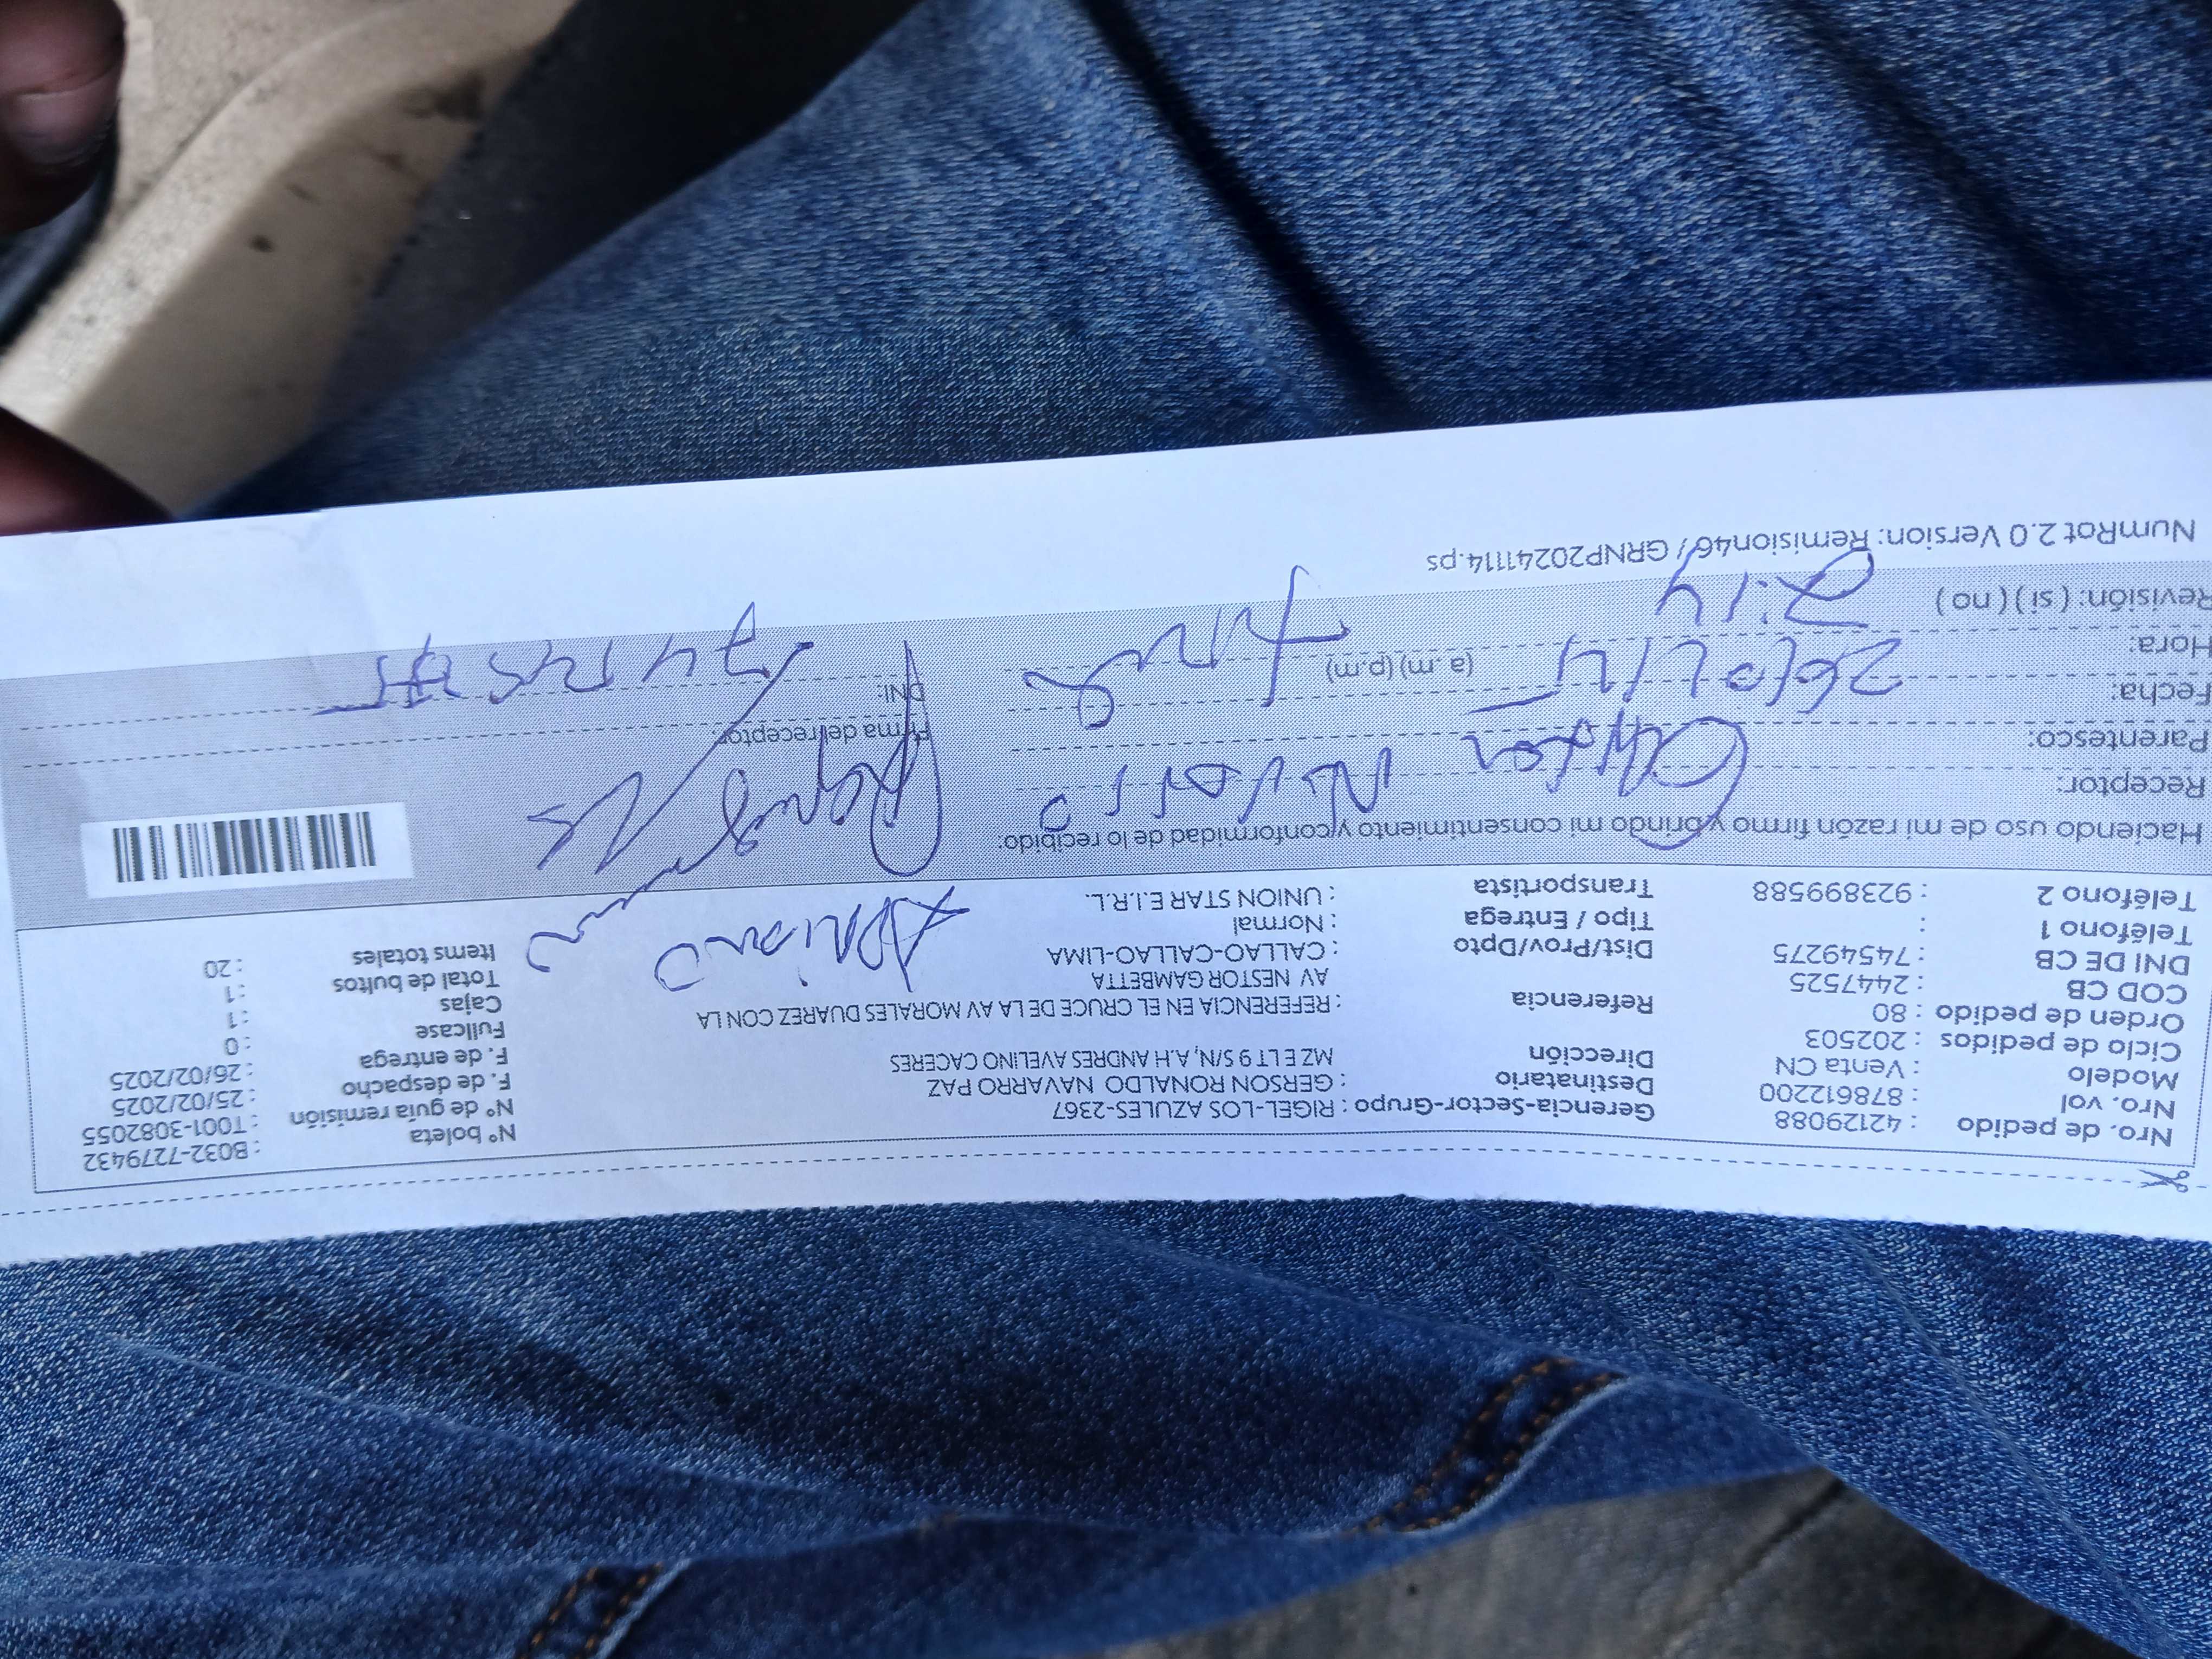 Nro. de pedido : 42129088 Gerencia-Sector-Grupo : RIGEL-LOS AZULES-2367 N° boleta : B032-7279432
Nro. vol : 878612200 Destinatario : GERSON RONALDO NAVARRO PAZ N° de guía remisión : T001-3082055
Modelo : Venta CN Dirección MZ E LT 9 S/N, A.H ANDRES AVELINO CACERES F. de despacho : 25/02/2025
Ciclo de pedidos : 202503 F. de entrega : 26/02/2025
Orden de pedido : 80 Referencia : REFERENCIA EN EL CRUCE DE LA AV MORALES DUAREZ CON LA Fullcase : 0
COD CB : 2447525 AV NESTOR GAMBETTA Cajas : 1
DNI DE CB : 74549275 Dist/Prov/Dpto : CALLAO-CALLAO-LIMA Total de bultos : 1
Teléfono 1 : Tipo / Entrega : Normal Items totales : 20
Teléfono 2 : 923899588 Transportista : UNION STAR E.I.R.L.
Adriano
Haciendo uso de mi razón firmo y brindo mi consentimiento y conformidad de lo recibido:
Receptor:
Parentesco:
Fecha: Firma del receptor:
Hora: (a.m) (p.m) DNI:
Revisión: ( si ) ( no ) 2:14
NumRot 2.0 Version: Remision46 / GRNP20241114.ps